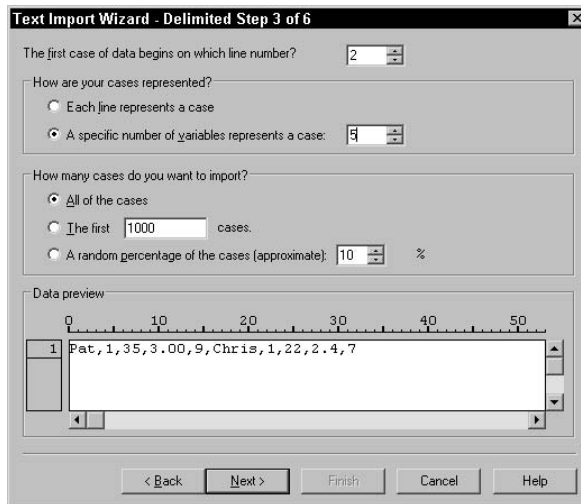 Text Import Wizard - Delimited Step 3 of 6
The first case of data begins on which line number? 2
How are your cases represented?
Each line represents a case
A specific number of variables represents a case: 5
How many cases do you want to import?
All of the cases
The first 1000 cases.
A random percentage of the cases (approximate): 10 %
Data preview
0 10 20 30 40 50
1 Pat,1,35,3.00,9,Chris,1,22,2.4,7
< Back Next > Finish Cancel Help